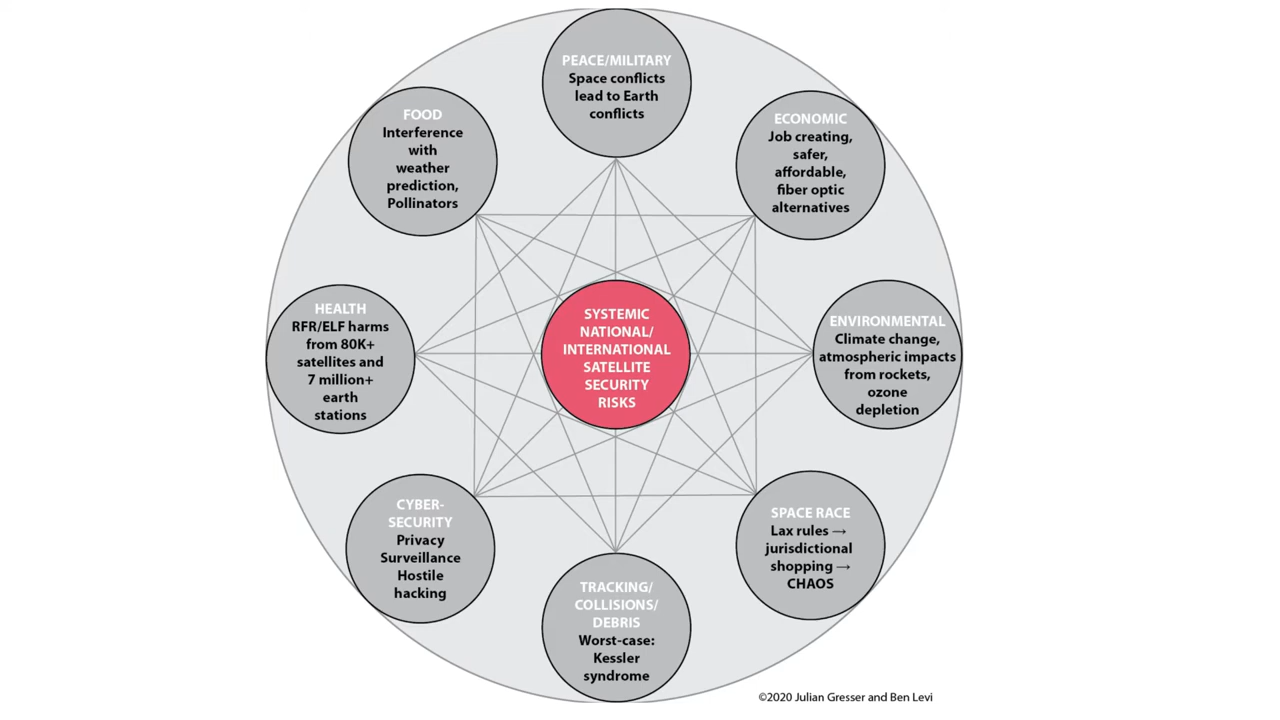 PEACE/MILITARY
Space conflicts
lead to Earth
conflicts
ECONOMIC
Job creating,
safer,
affordable,
fiber optic
alternatives
ENVIRONMENTAL
Climate change,
atmospheric impacts
from rockets,
ozone
depletion
SPACE RACE
Lax rules →
jurisdictional
shopping →
CHAOS
TRACKING/
COLLISIONS/
DEBRIS
Worst-case:
Kessler
syndrome
CYBER-
SECURITY
Privacy
Surveillance
Hostile
hacking
HEALTH
RFR/ELF harms
from 80K+
satellites and
7 million+
earth
stations
FOOD
Interference
with
weather
prediction,
Pollinators
SYSTEMIC
NATIONAL/
INTERNATIONAL
SATELLITE
SECURITY
RISKS
©2020 Julian Gresser and Ben Levi